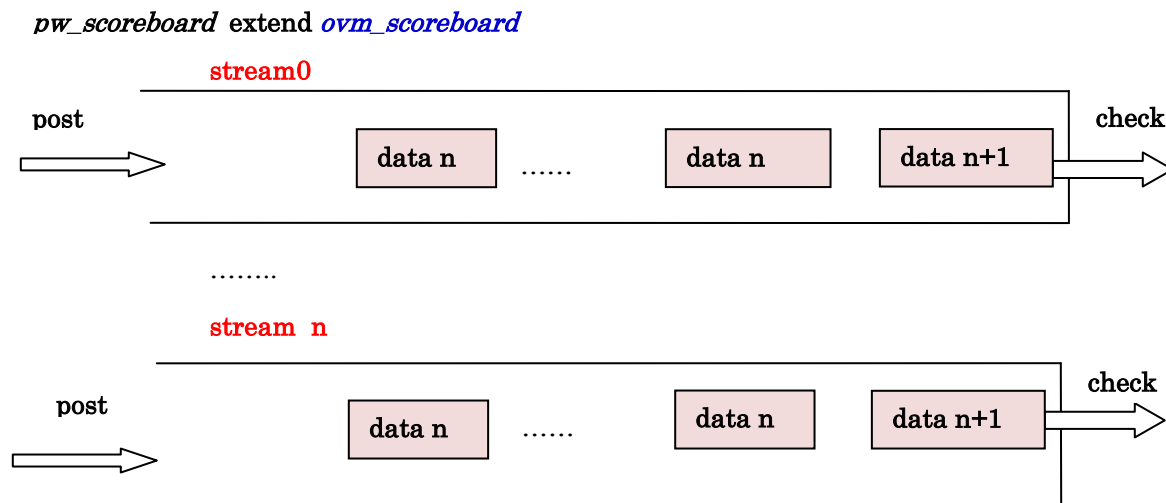 pw_scoreboard extend ovm_scoreboard
stream0
post
check
data n
......
data n
data n+1
........
stream n
post
check
data n
......
data n
data n+1